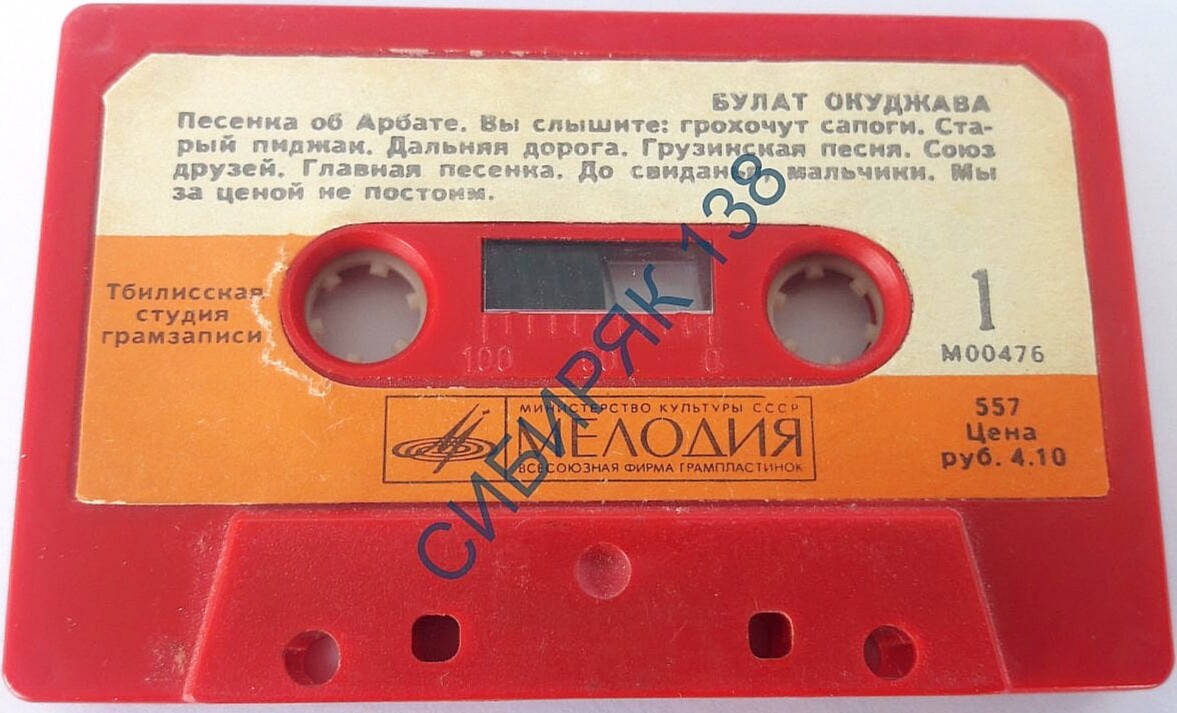 БУЛАТ ОКУДЖАВА
Песенка об Арбате. Вы слышите: грохочут сапоги. Ста-
рый пиджак. Дальняя дорога. Грузинская песня. Союз
друзей. Главная песенка. До свиданья, мальчики. Мы
за ценой не постоим.
Тбилисская
студия
грамзаписи
1
М00476
100
0
МИНИСТЕРСТВО КУЛЬТУРЫ СССР
МЕЛОДИЯ
ВСЕСОЮЗНАЯ ФИРМА ГРАМПЛАСТИНОК
557
Цена
руб. 4.10
СИБИРЯК 138